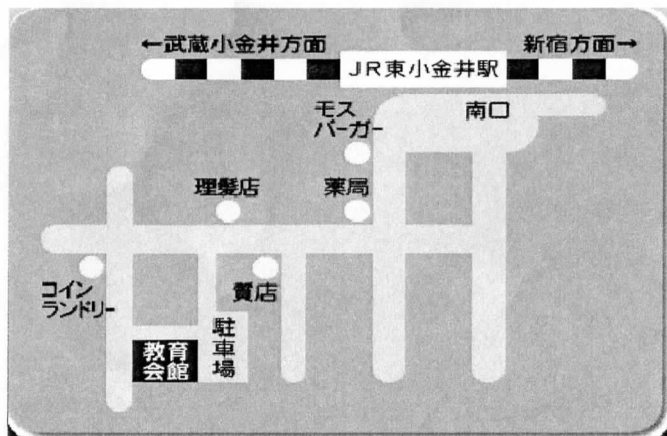 ←武蔵小金井方面
新宿方面→
JR東小金井駅
モス
バーガー
南口
理髪店
薬局
コイン
ランドリー
質店
駐車場
教育
会館